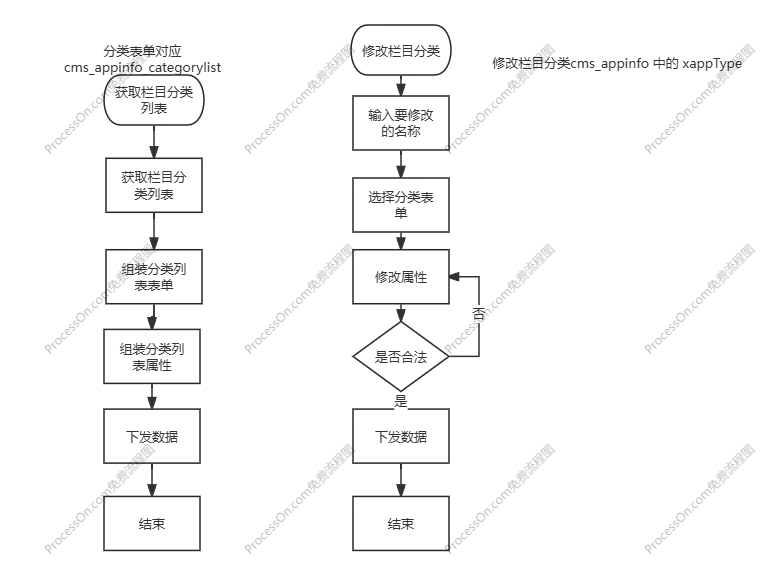 分类表单对应
cms_appinfo_categorylist
获取栏目分类
列表
获取栏目分
类列表
组装分类列
表表单
组装分类列
表属性
下发数据
结束
修改栏目分类
输入要修改
的名称
选择分类表
单
修改属性
否
是否合法
是
下发数据
结束
修改栏目分类cms_appinfo 中的 xappType
ProcessOn.com免费流程图
ProcessOn.com免费流程图
ProcessOn.com免费流程图
ProcessOn.com免费流程图
ProcessOn.com免费流程图
ProcessOn.com免费流程图
ProcessOn.com免费流程图
ProcessOn.com免费流程图
ProcessOn.com免费流程图
ProcessOn.com免费流程图
ProcessOn.com免费流程图
ProcessOn.com免费流程图